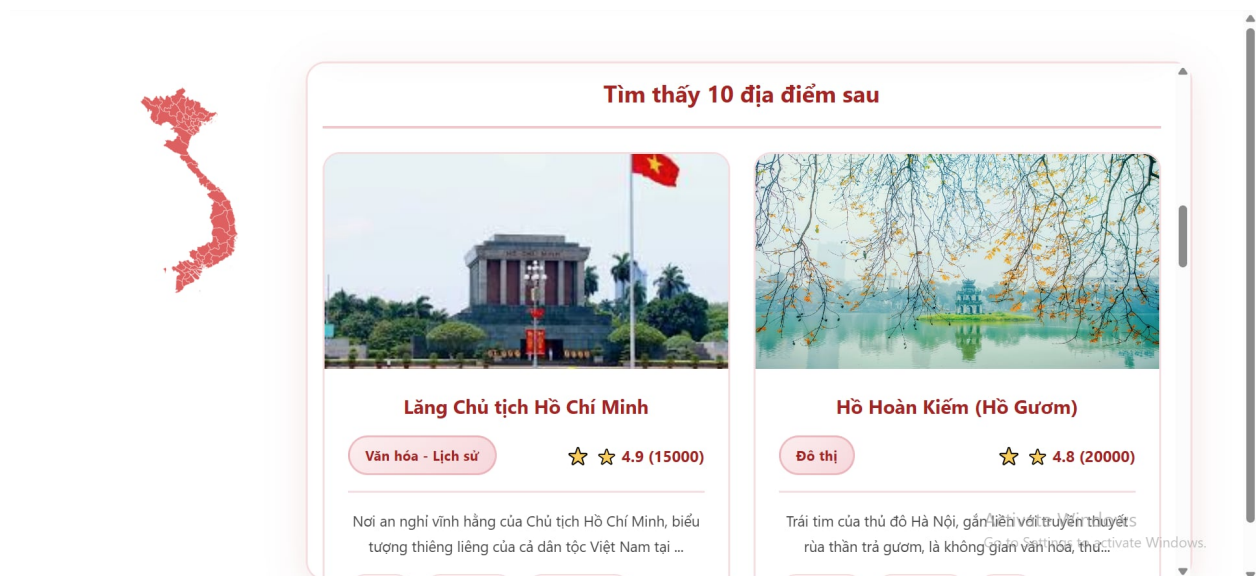 Tìm thấy 10 địa điểm sau
HỒ CHÍ MINH
Lăng Chủ tịch Hồ Chí Minh
Văn hóa - Lịch sử
4.9 (15000)
Nơi an nghỉ vĩnh hằng của Chủ tịch Hồ Chí Minh, biểu
tượng thiêng liêng của cả dân tộc Việt Nam tại ...
Hồ Hoàn Kiếm (Hồ Gươm)
Đô thị
4.8 (20000)
Trái tim của thủ đô Hà Nội, gắn liền với truyền thuyết
rùa thần trả gươm, là không gian văn hóa, thư...
Activate Windows
Go to Settings to activate Windows.